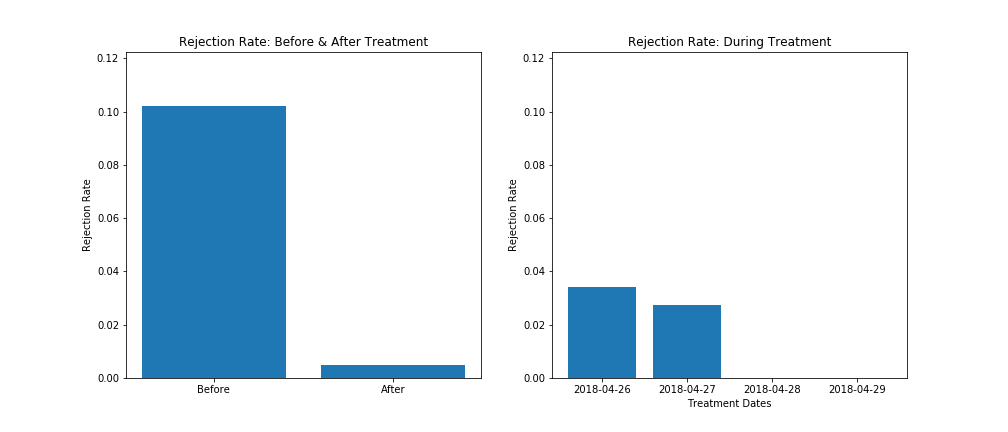 Rejection Rate: Before & After Treatment
0.12
0.10
0.08
0.06
0.04
0.02
0.00
Rejection Rate
Before After
Rejection Rate: During Treatment
0.12
0.10
0.08
0.06
0.04
0.02
0.00
Rejection Rate
2018-04-26 2018-04-27 2018-04-28 2018-04-29
Treatment Dates